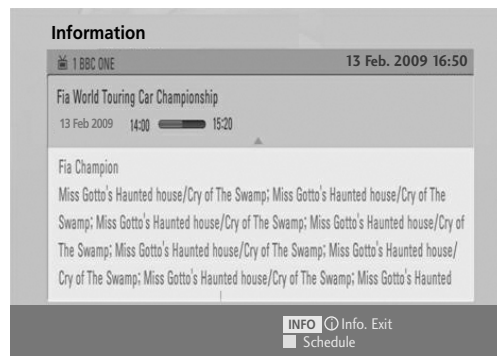 Information
1 BBC ONE 13 Feb. 2009 16:50
Fia World Touring Car Championship
13 Feb 2009 14:00 15:20
Fia Champion
Miss Gotto's Haunted house/Cry of The Swamp; Miss Gotto's Haunted house/Cry of The
Swamp; Miss Gotto's Haunted house/Cry of The Swamp; Miss Gotto's Haunted house/Cry of
The Swamp; Miss Gotto's Haunted house/Cry of The Swamp; Miss Gotto's Haunted house/
Cry of The Swamp; Miss Gotto's Haunted house/Cry of The Swamp; Miss Gotto's Haunted
INFO ⓘ Info. Exit
Schedule